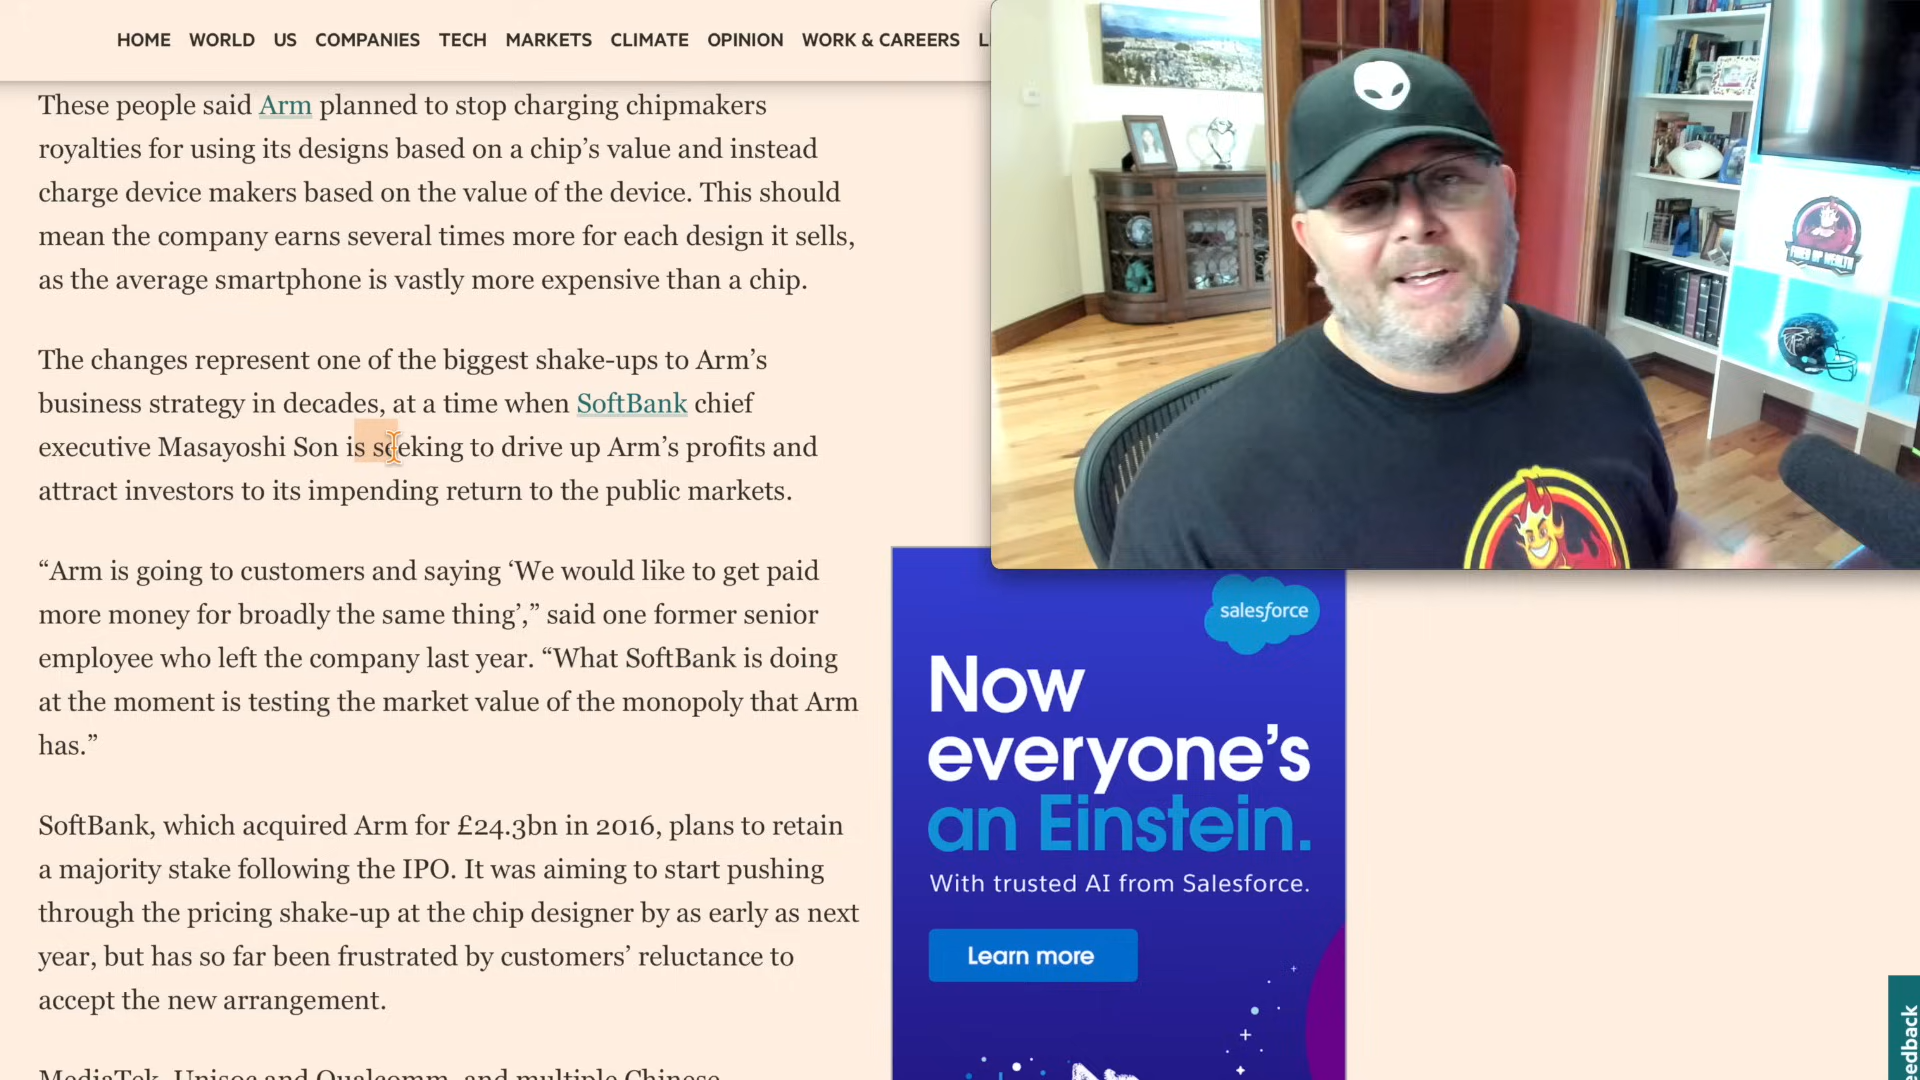 HOME WORLD US COMPANIES TECH MARKETS CLIMATE OPINION WORK & CAREERS
These people said Arm planned to stop charging chipmakers
royalties for using its designs based on a chip’s value and instead
charge device makers based on the value of the device. This should
mean the company earns several times more for each design it sells,
as the average smartphone is vastly more expensive than a chip.
The changes represent one of the biggest shake-ups to Arm’s
business strategy in decades, at a time when SoftBank chief
executive Masayoshi Son is seeking to drive up Arm’s profits and
attract investors to its impending return to the public markets.
“Arm is going to customers and saying ‘We would like to get paid
more money for broadly the same thing’,” said one former senior
employee who left the company last year. “What SoftBank is doing
at the moment is testing the market value of the monopoly that Arm
has.”
SoftBank, which acquired Arm for £24.3bn in 2016, plans to retain
a majority stake following the IPO. It was aiming to start pushing
through the pricing shake-up at the chip designer by as early as next
year, but has so far been frustrated by customers’ reluctance to
accept the new arrangement.
MediaTek, Unisoc and Qualcomm, and multiple Chinese
salesforce
Now
everyone’s
an Einstein.
With trusted AI from Salesforce.
Learn more
FIRED UP WEALTH
eedback